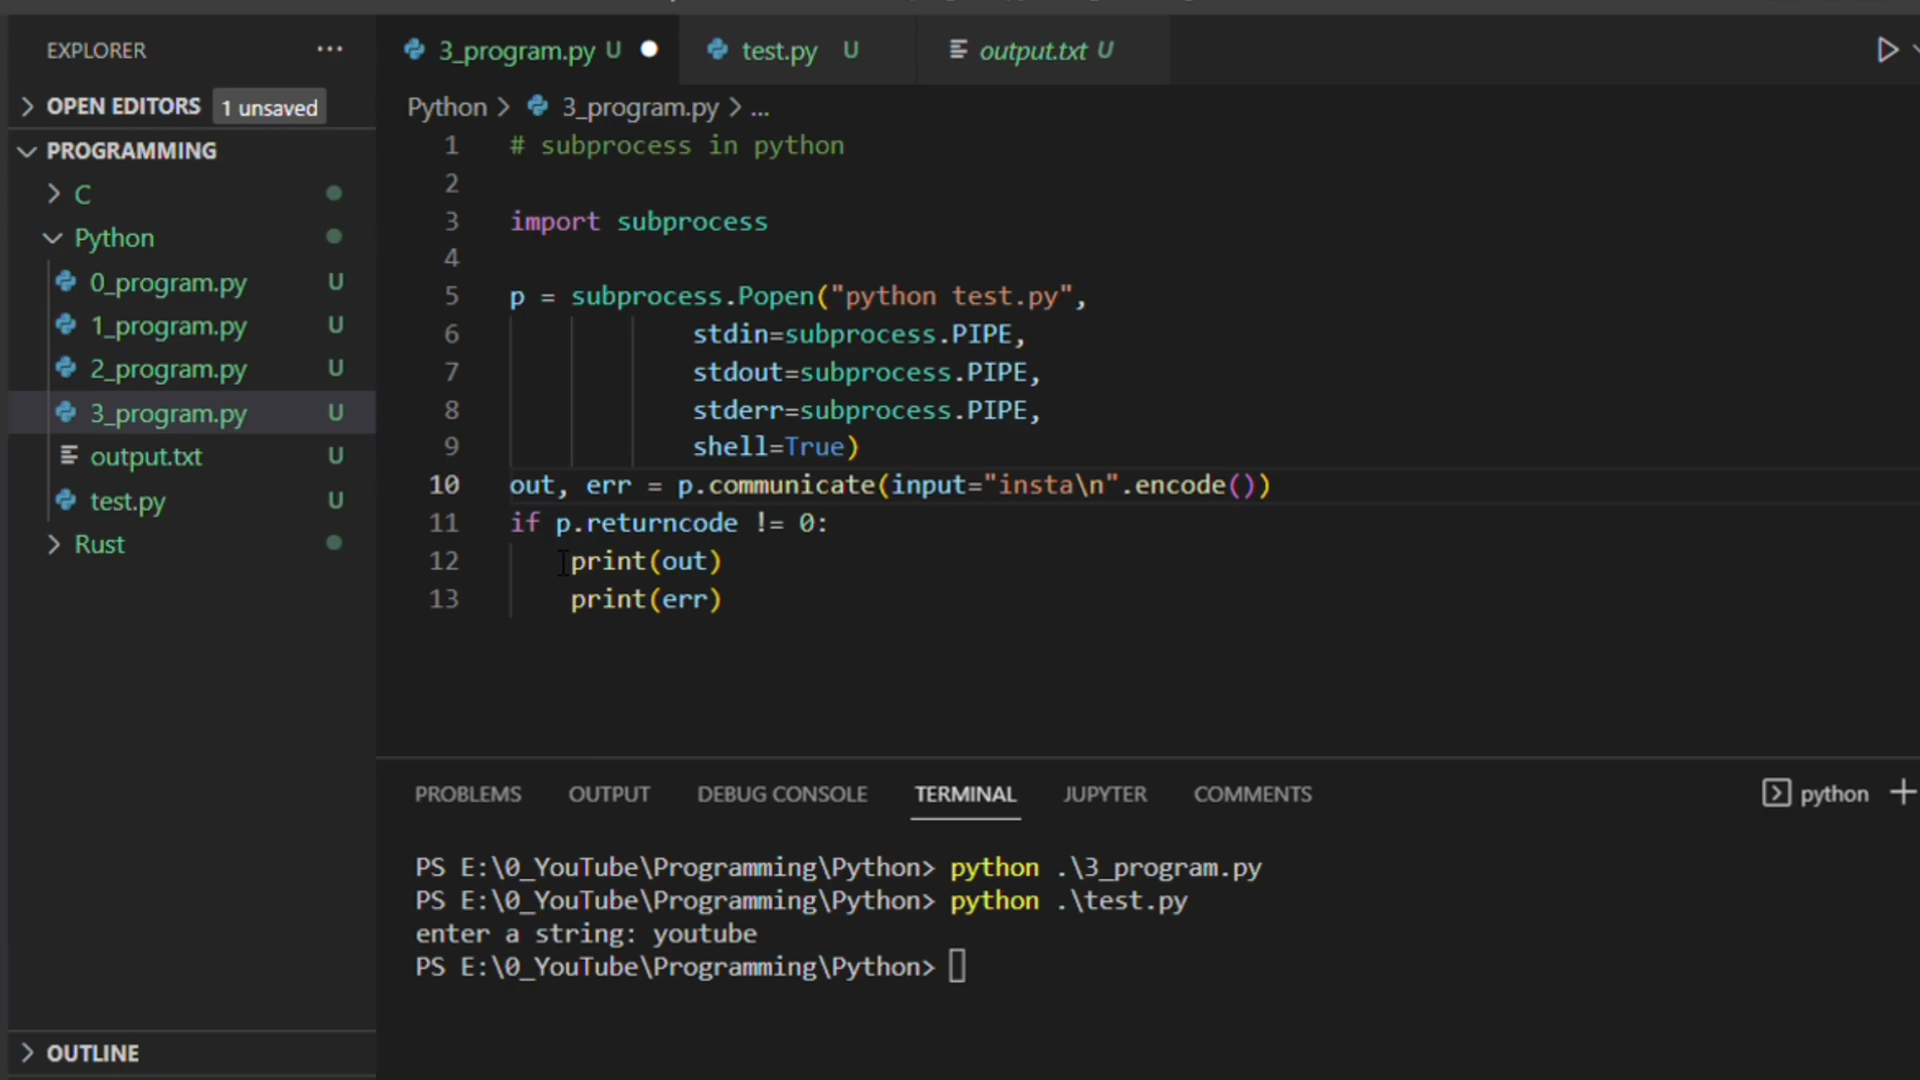 EXPLORER ...
OPEN EDITORS 1 unsaved
PROGRAMMING
C
Python
0_program.py U
1_program.py U
2_program.py U
3_program.py U
output.txt U
test.py U
Rust
OUTLINE
3_program.py U test.py U output.txt U
Python > 3_program.py > ...
1 # subprocess in python
2
3 import subprocess
4
5 p = subprocess.Popen("python test.py",
6 stdin=subprocess.PIPE,
7 stdout=subprocess.PIPE,
8 stderr=subprocess.PIPE,
9 shell=True)
10 out, err = p.communicate(input="insta\n".encode())
11 if p.returncode != 0:
12 print(out)
13 print(err)
PROBLEMS OUTPUT DEBUG CONSOLE TERMINAL JUPYTER COMMENTS python
PS E:\0_YouTube\Programming\Python> python .\3_program.py
PS E:\0_YouTube\Programming\Python> python .\test.py
enter a string: youtube
PS E:\0_YouTube\Programming\Python>